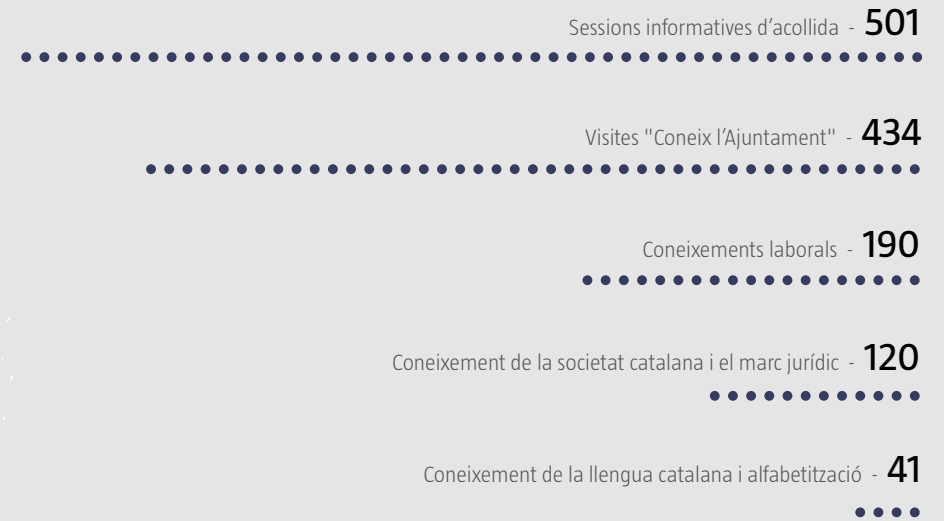 Sessions informatives d’acollida - 501
Visites "Coneix l’Ajuntament" - 434
Coneixements laborals - 190
Coneixement de la societat catalana i el marc jurídic - 120
Coneixement de la llengua catalana i alfabetització - 41